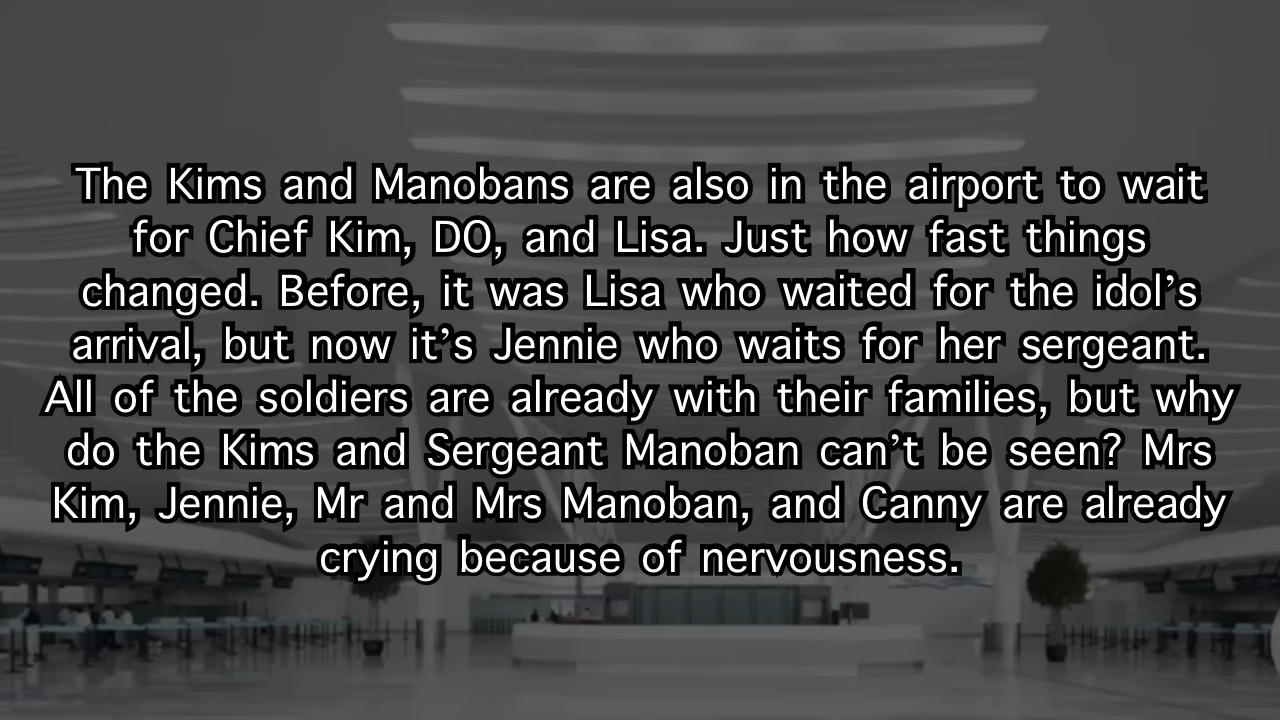 The Kims and Manobans are also in the airport to wait
for Chief Kim, DO, and Lisa. Just how fast things
changed. Before, it was Lisa who waited for the idol’s
arrival, but now it’s Jennie who waits for her sergeant.
All of the soldiers are already with their families, but why
do the Kims and Sergeant Manoban can’t be seen? Mrs
Kim, Jennie, Mr and Mrs Manoban, and Canny are already
crying because of nervousness.